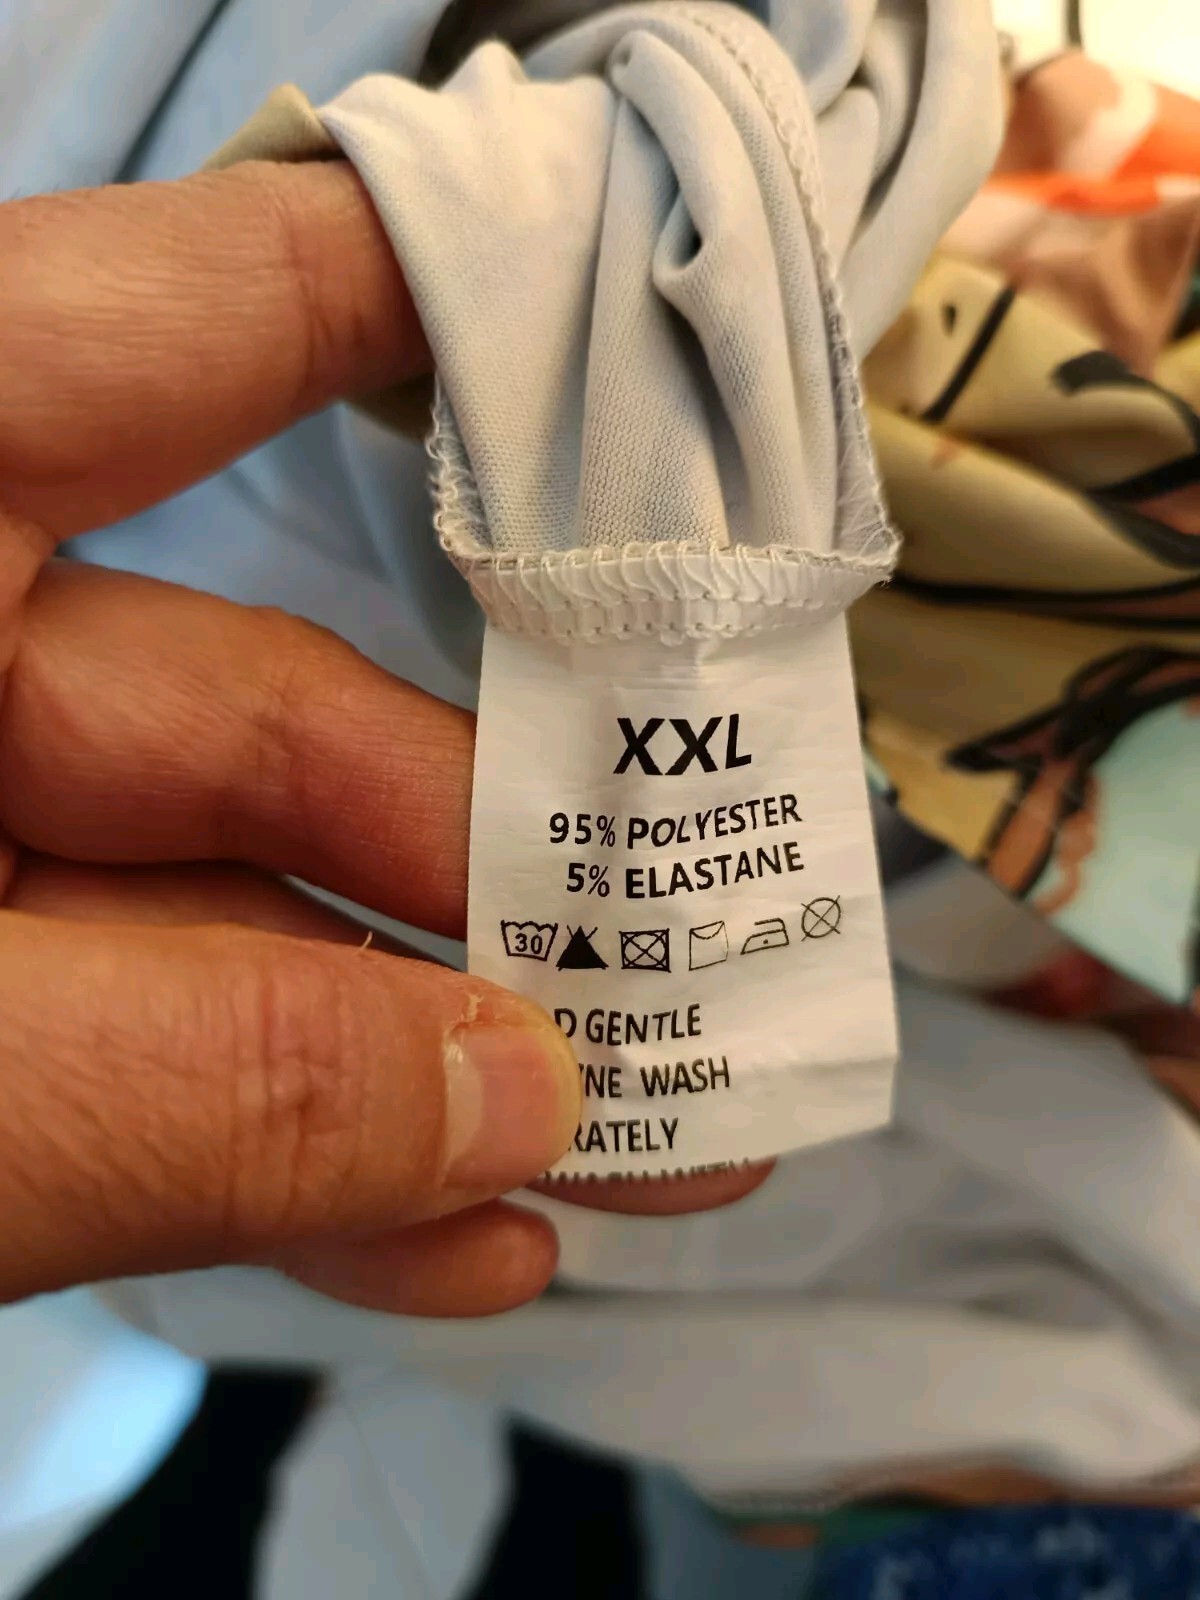 XXL
95% POLYESTER
5% ELASTANE
30
D GENTLE
NE WASH
RATELY